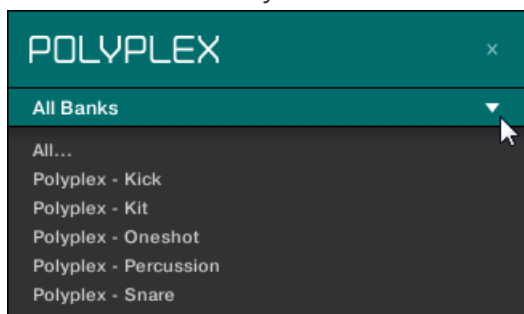 POLYPLEX ×
All Banks
All...
Polyplex - Kick
Polyplex - Kit
Polyplex - Oneshot
Polyplex - Percussion
Polyplex - Snare